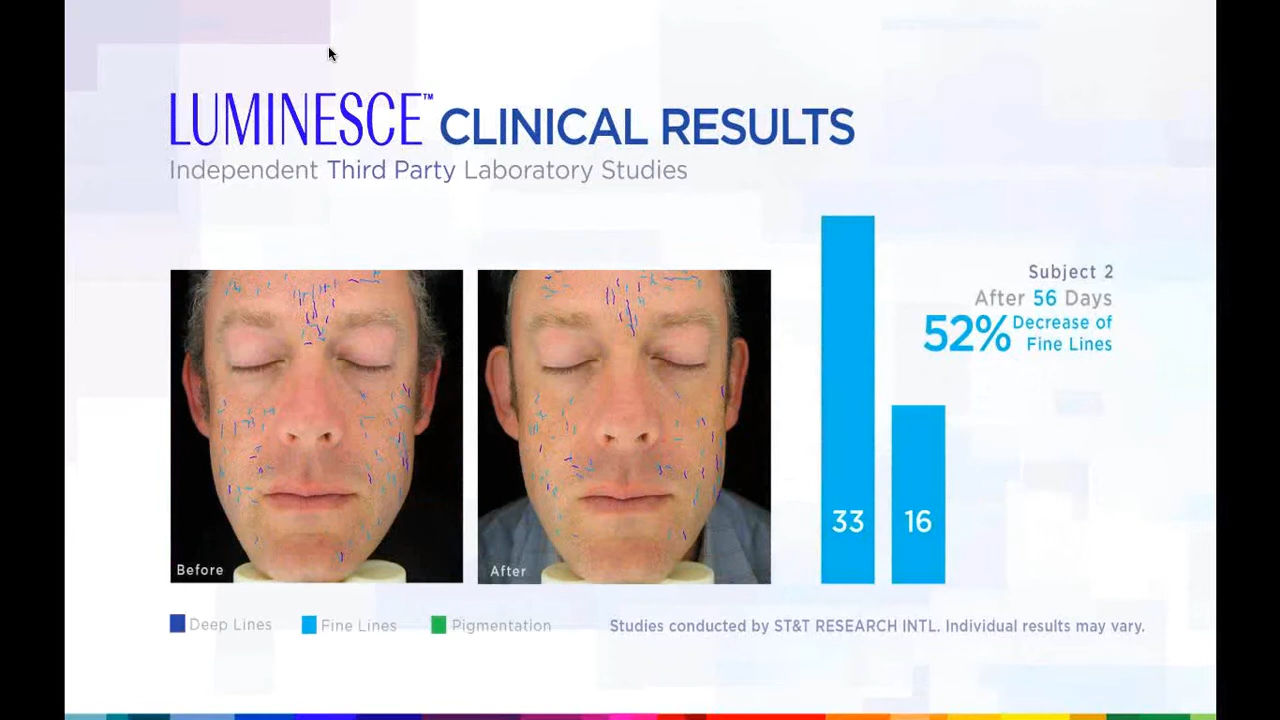 LUMINESCE™ CLINICAL RESULTS
Independent Third Party Laboratory Studies
Subject 2
After 56 Days
52% Decrease of
Fine Lines
33 16
Before
After
Deep Lines Fine Lines Pigmentation
Studies conducted by ST&T RESEARCH INTL. Individual results may vary.